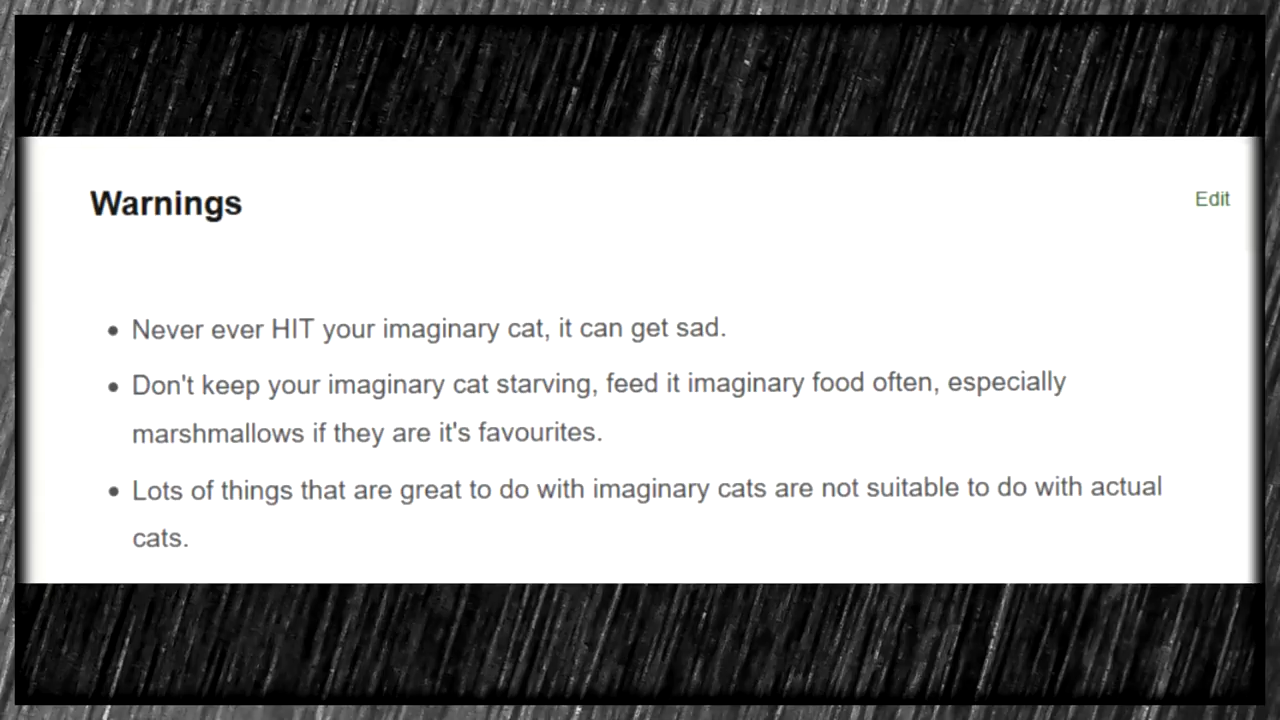 Warnings
Edit
Never ever HIT your imaginary cat, it can get sad.
Don't keep your imaginary cat starving, feed it imaginary food often, especially
marshmallows if they are it's favourites.
Lots of things that are great to do with imaginary cats are not suitable to do with actual
cats.